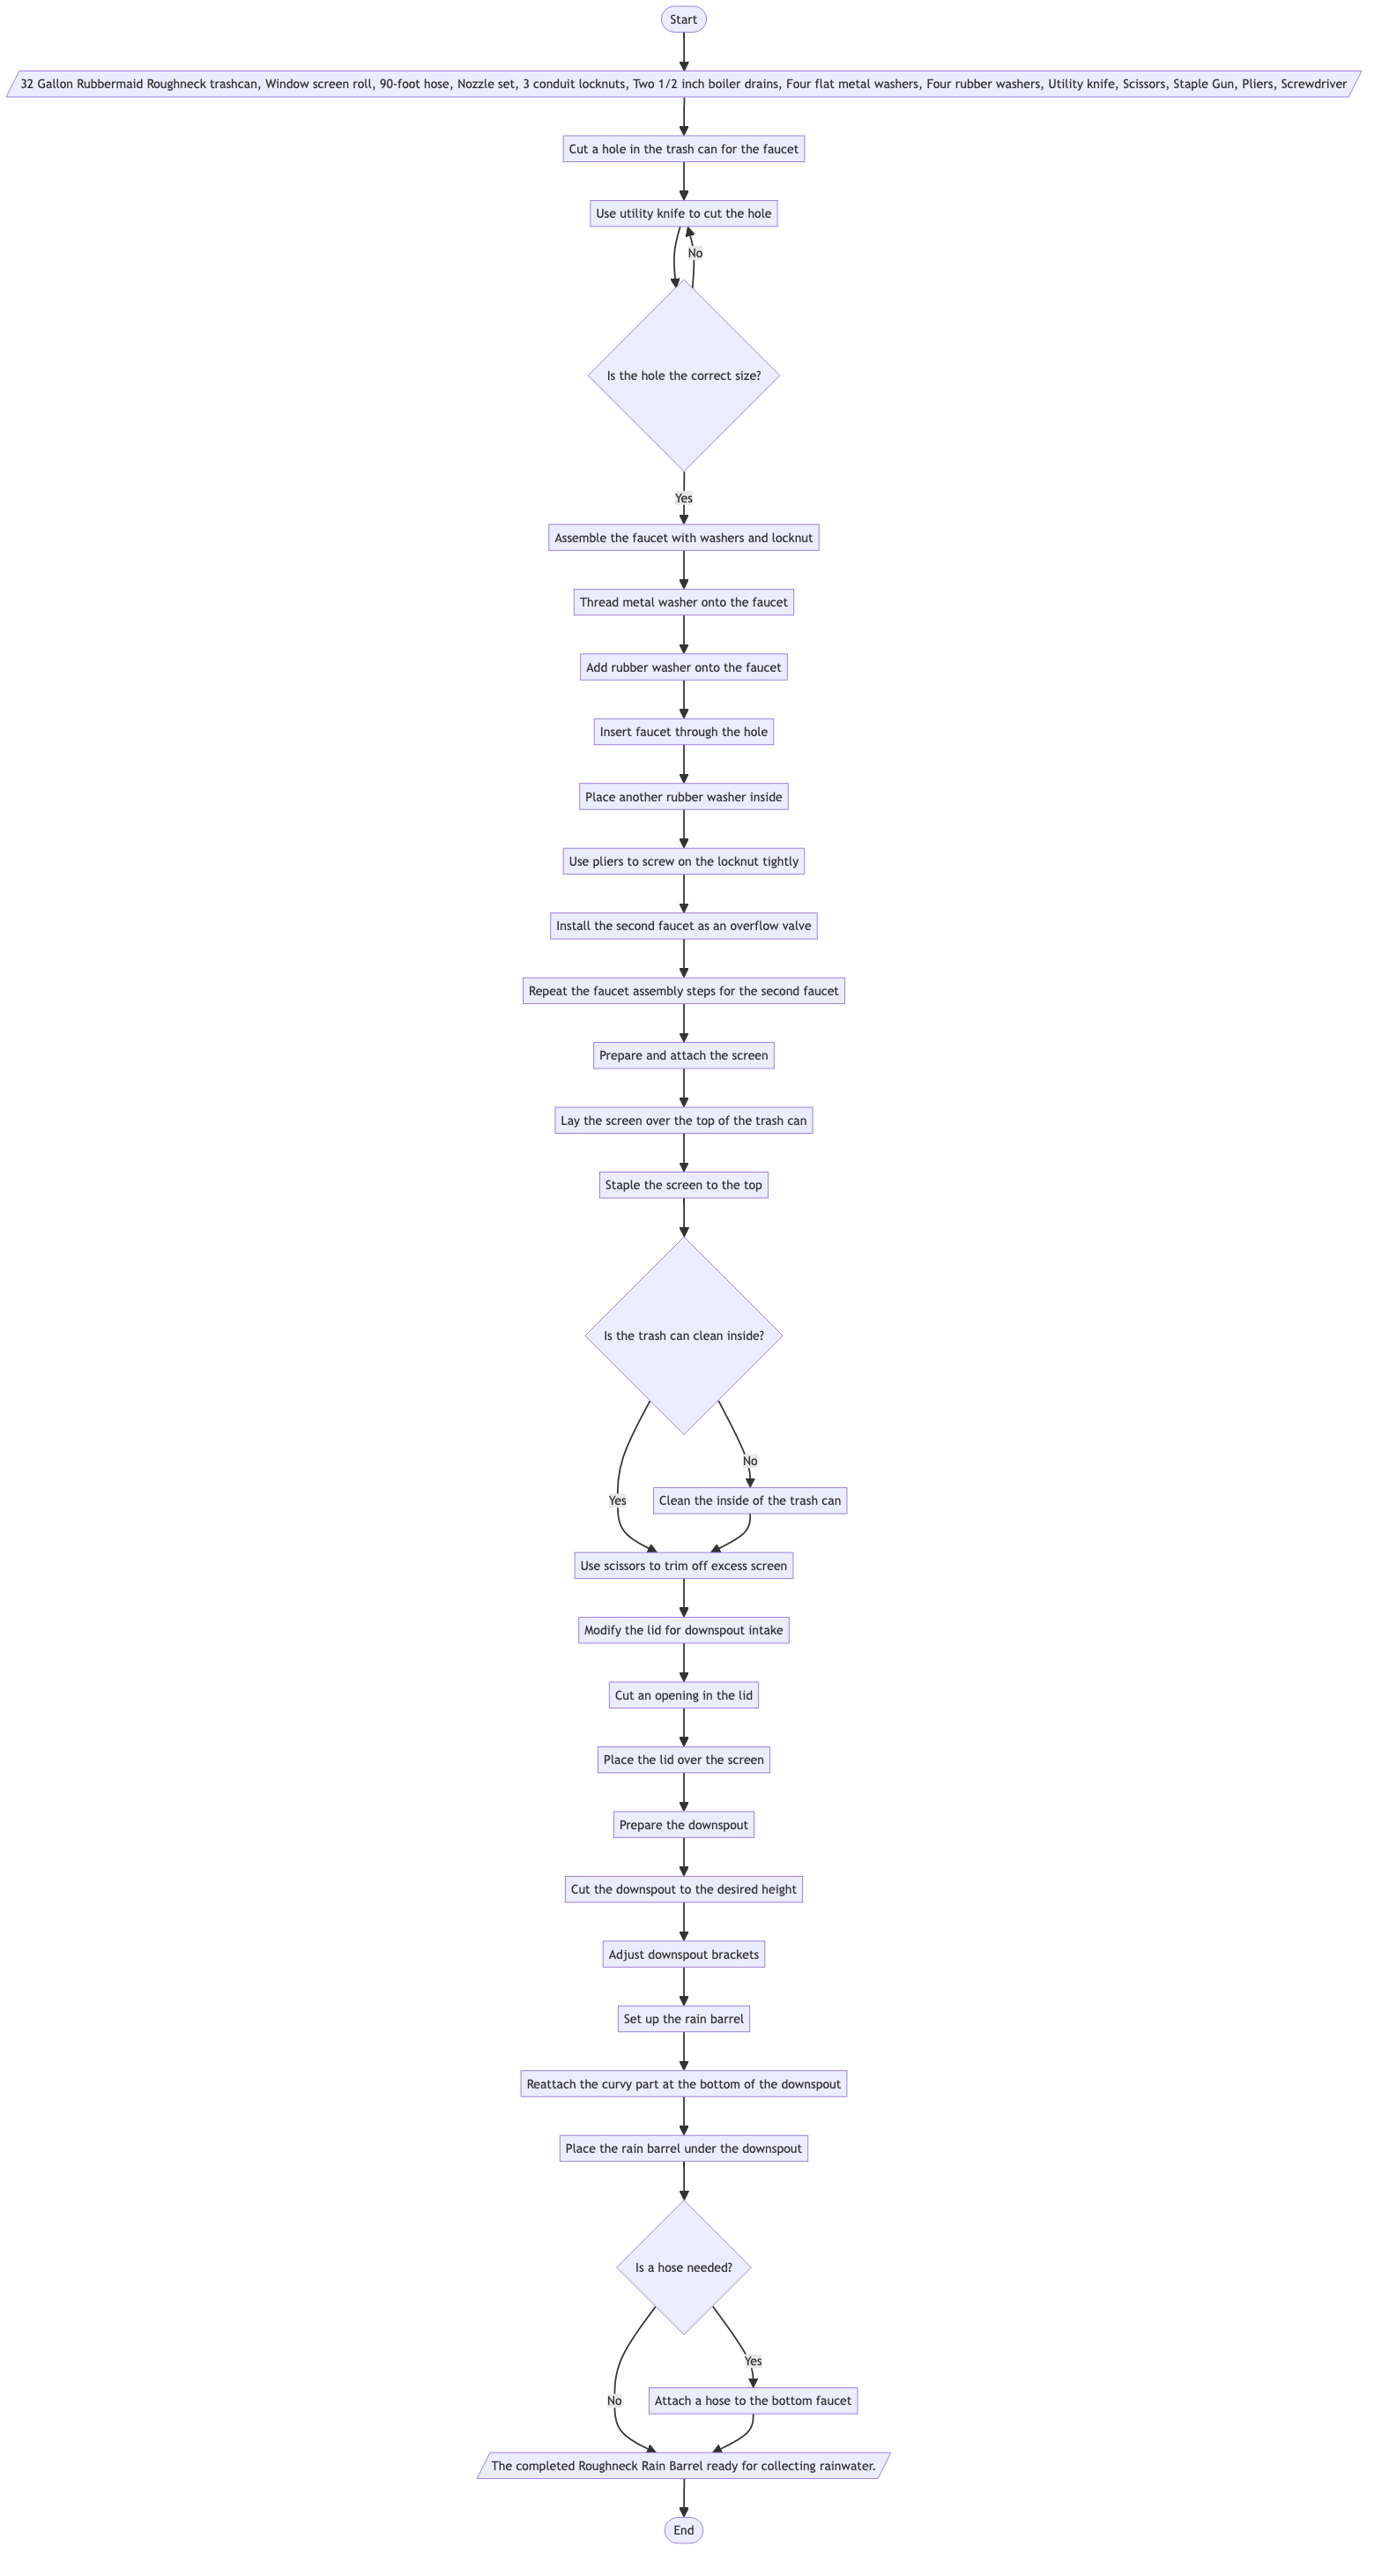 Start
32 Gallon Rubbermaid Roughneck trashcan, Window screen roll, 90-foot hose, Nozzle set, 3 conduit locknuts, Two 1/2 inch boiler drains, Four flat metal washers, Four rubber washers, Utility knife, Scissors, Staple Gun, Pliers, Screwdriver
Cut a hole in the trash can for the faucet
Use utility knife to cut the hole
No
Is the hole the correct size?
Yes
Assemble the faucet with washers and locknut
Thread metal washer onto the faucet
Add rubber washer onto the faucet
Insert faucet through the hole
Place another rubber washer inside
Use pliers to screw on the locknut tightly
Install the second faucet as an overflow valve
Repeat the faucet assembly steps for the second faucet
Prepare and attach the screen
Lay the screen over the top of the trash can
Staple the screen to the top
Is the trash can clean inside?
No
Yes
Clean the inside of the trash can
Use scissors to trim off excess screen
Modify the lid for downspout intake
Cut an opening in the lid
Place the lid over the screen
Prepare the downspout
Cut the downspout to the desired height
Adjust downspout brackets
Set up the rain barrel
Reattach the curvy part at the bottom of the downspout
Place the rain barrel under the downspout
Is a hose needed?
Yes
No
Attach a hose to the bottom faucet
The completed Roughneck Rain Barrel ready for collecting rainwater.
End